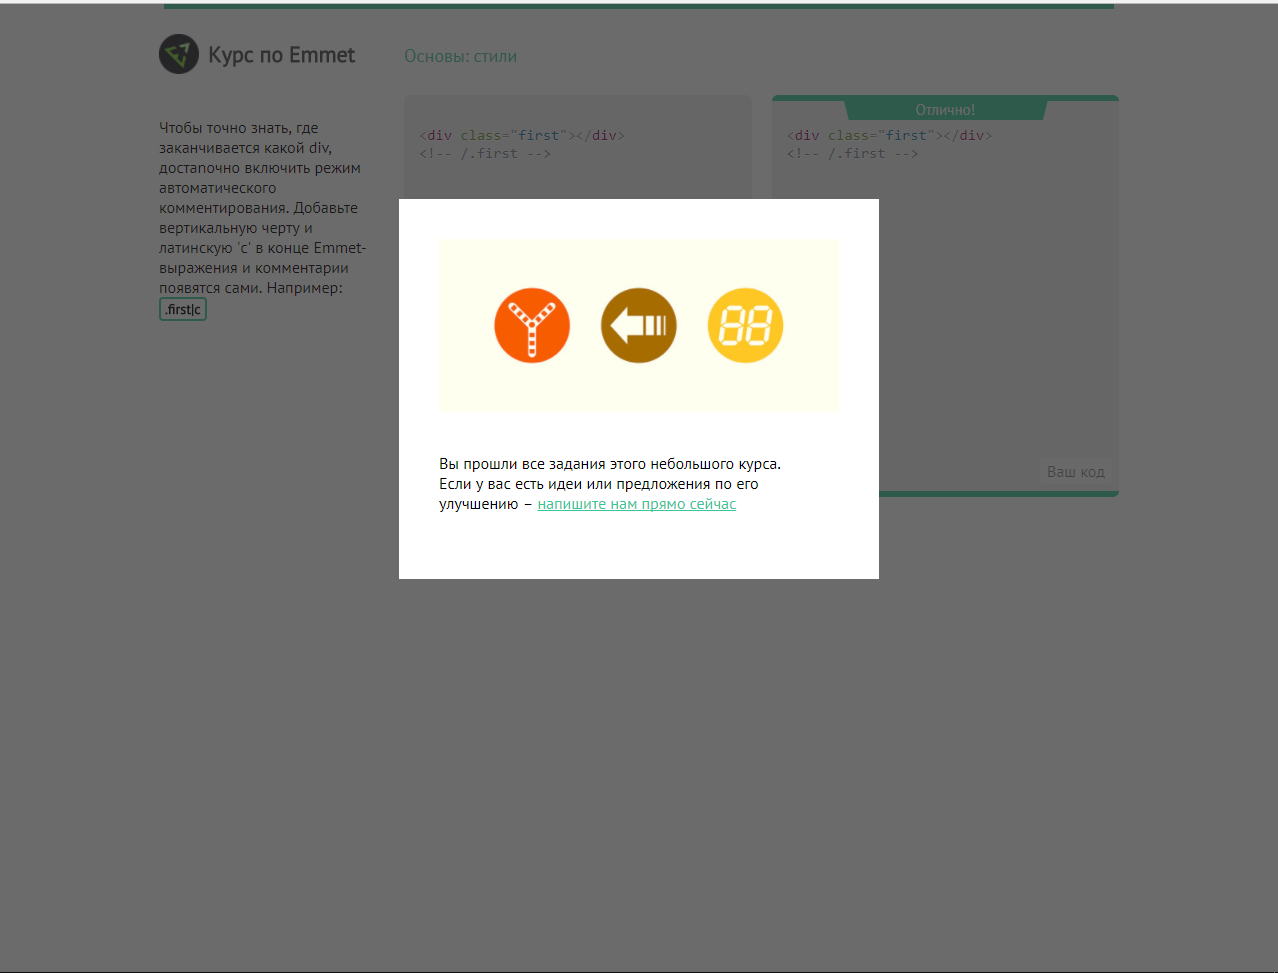 Курс по Emmet
Основы: стили
Чтобы точно знать, где
заканчивается какой div,
достапочно включить режим
автоматического
комментирования. Добавьте
вертикальную черту и
латинскую 'c' в конце Emmet-
выражения и комментарии
появятся сами. Например:
.first|c
<div class="first"></div>
<!-- /.first -->
Отлично!
<div class="first"></div>
<!-- /.first -->
Ваш код
88
Вы прошли все задания этого небольшого курса.
Если у вас есть идеи или предложения по его
улучшению – напишите нам прямо сейчас